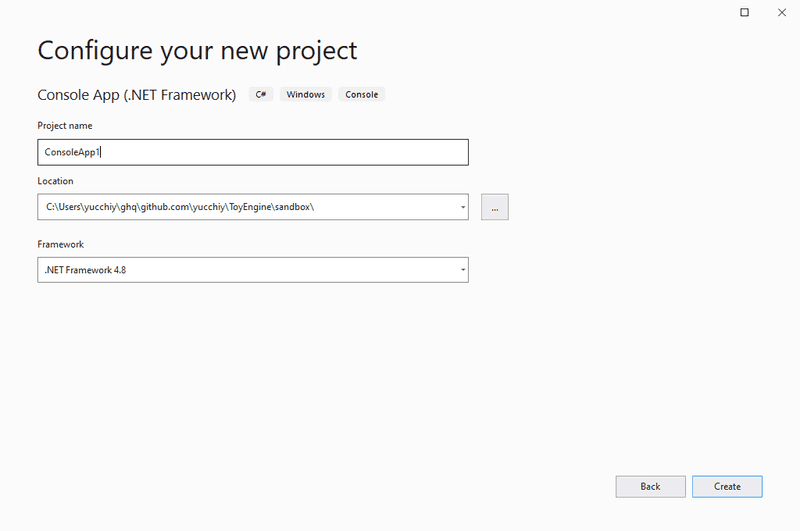 Configure your new project
Console App (.NET Framework) C# Windows Console
Project name
ConsoleApp1
Location
C:\Users\yucchiy\ghq\github.com\yucchiy\ToyEngine\sandbox\ ...
Framework
.NET Framework 4.8
Back Create